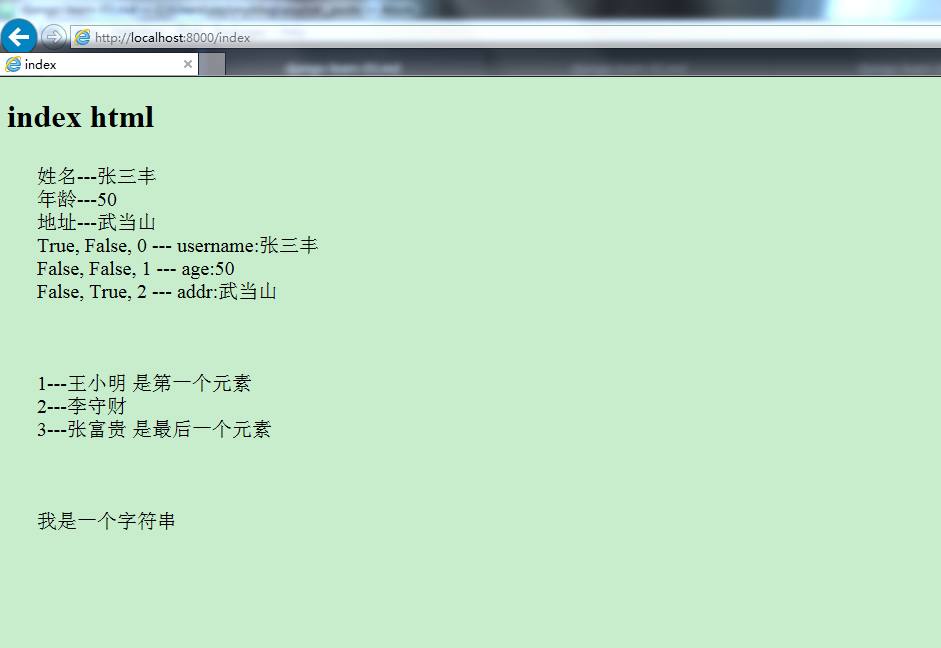 http://localhost:8000/index
index
index html
姓名---张三丰
年龄---50
地址---武当山
True, False, 0 --- username:张三丰
False, False, 1 --- age:50
False, True, 2 --- addr:武当山
1---王小明 是第一个元素
2---李守财
3---张富贵 是最后一个元素
我是一个字符串